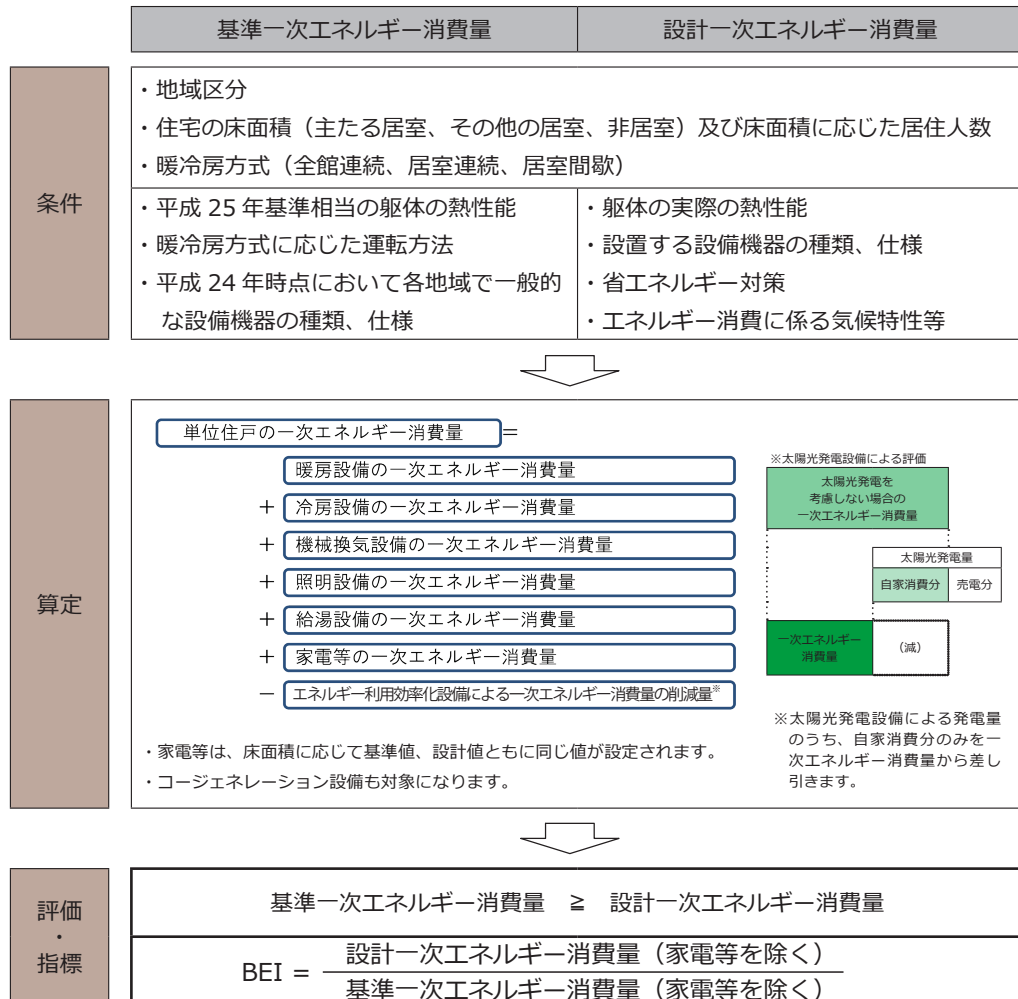 基準一次エネルギー消費量
設計一次エネルギー消費量
条件
・地域区分
・住宅の床面積（主たる居室、その他の居室、非居室）及び床面積に応じた居住人数
・暖冷房方式（全館連続、居室連続、居室間歇）
・平成 25 年基準相当の躯体の熱性能
・暖冷房方式に応じた運転方法
・平成 24 年時点において各地域で一般的
な設備機器の種類、仕様
・躯体の実際の熱性能
・設置する設備機器の種類、仕様
・省エネルギー対策
・エネルギー消費に係る気候特性等
算定
単位住戸の一次エネルギー消費量 ＝
暖房設備の一次エネルギー消費量
＋ 冷房設備の一次エネルギー消費量
＋ 機械換気設備の一次エネルギー消費量
＋ 照明設備の一次エネルギー消費量
＋ 給湯設備の一次エネルギー消費量
＋ 家電等の一次エネルギー消費量
－ エネルギー利用効率化設備による一次エネルギー消費量の削減量※
・家電等は、床面積に応じて基準値、設計値ともに同じ値が設定されます。
・コージェネレーション設備も対象になります。
※太陽光発電設備による評価
太陽光発電を
考慮しない場合の
一次エネルギー消費量
太陽光発電量
自家消費分 売電分
一次エネルギー
消費量
（減）
※太陽光発電設備による発電量
のうち、自家消費分のみを一
次エネルギー消費量から差し
引きます。
評価
・
指標
基準一次エネルギー消費量 ≧ 設計一次エネルギー消費量
設計一次エネルギー消費量（家電等を除く）
BEI =
基準一次エネルギー消費量（家電等を除く）